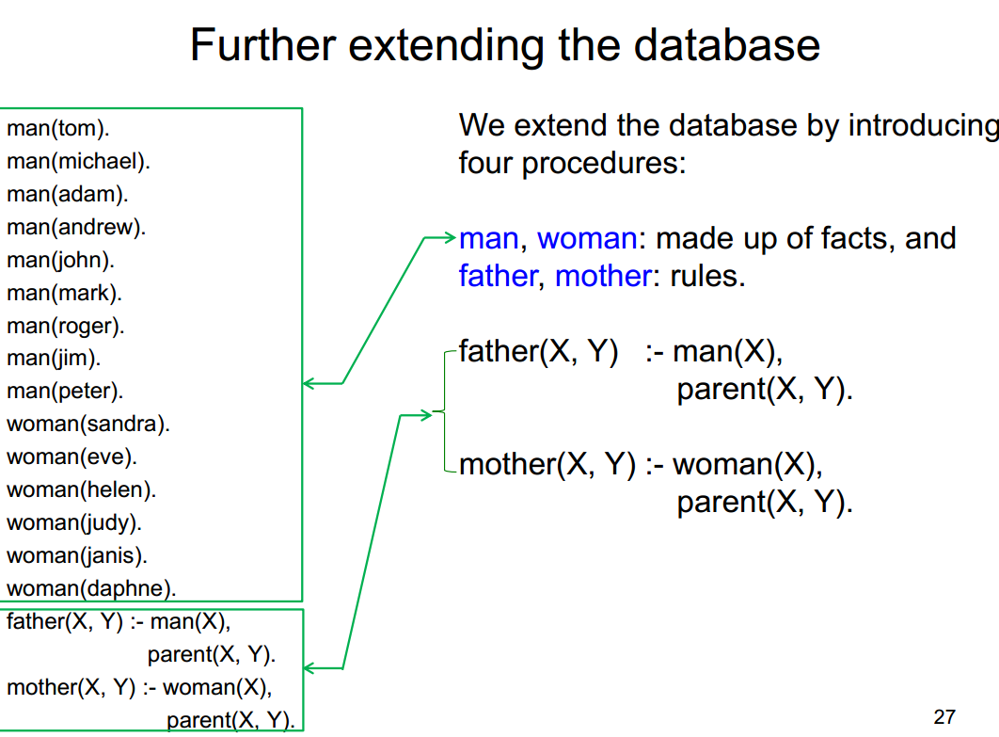 Further extending the database
man(tom).
man(michael).
man(adam).
man(andrew).
man(john).
man(mark).
man(roger).
man(jim).
man(peter).
woman(sandra).
woman(eve).
woman(helen).
woman(judy).
woman(janis).
woman(daphne).
father(X, Y) :- man(X),
parent(X, Y).
mother(X, Y) :- woman(X),
parent(X, Y).
We extend the database by introducing
four procedures:
man, woman: made up of facts, and
father, mother: rules.
father(X, Y) :- man(X),
parent(X, Y).
mother(X, Y) :- woman(X),
parent(X, Y).
27